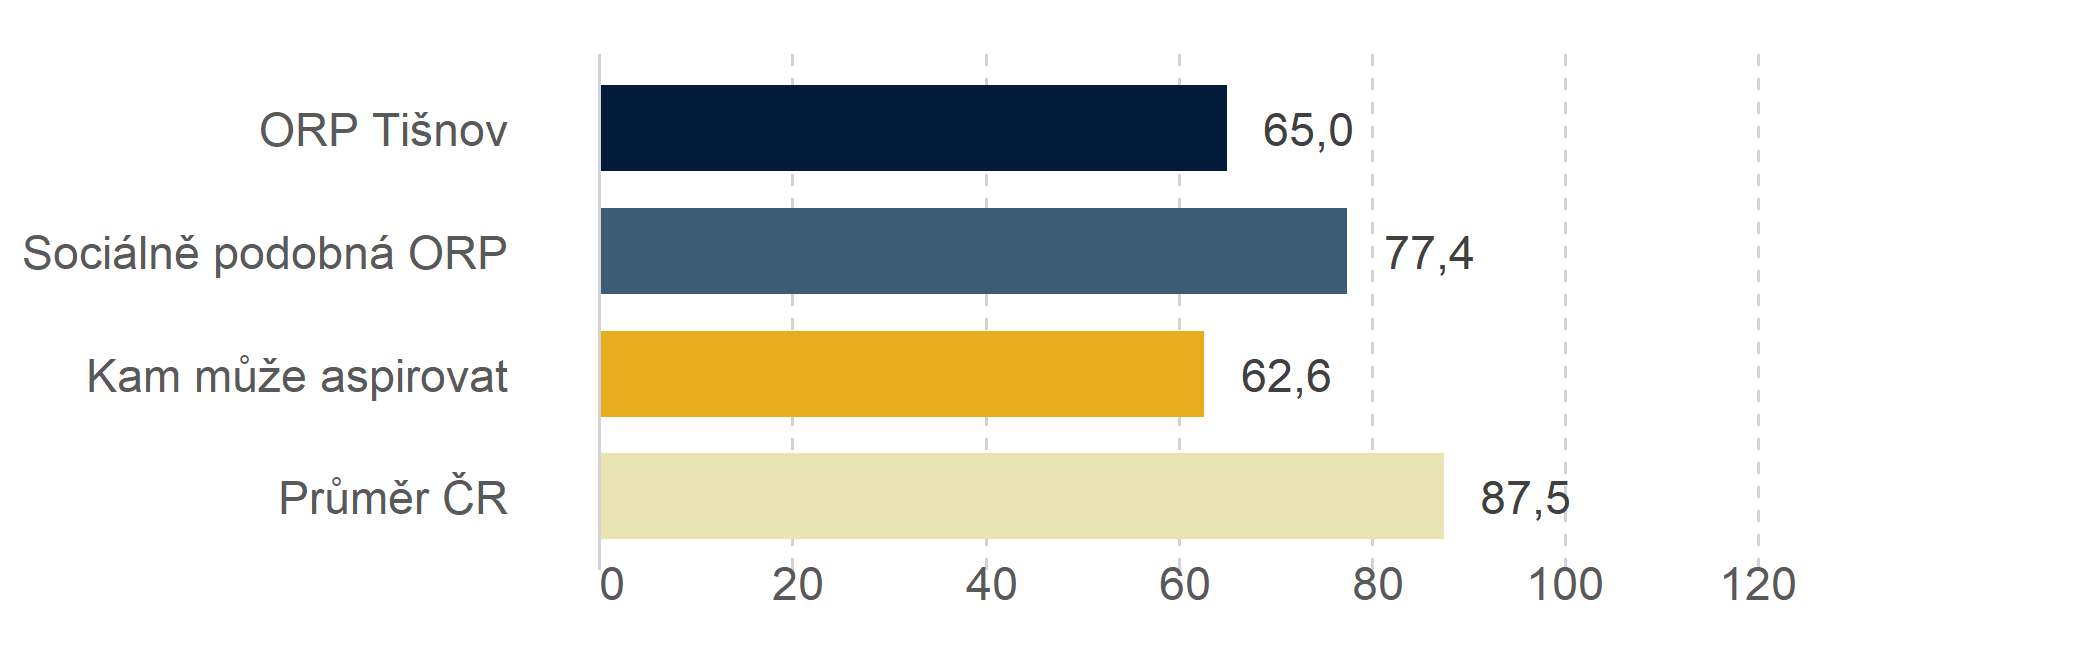 ORP Tišnov
65,0
Sociálně podobná ORP
77,4
Kam může aspirovat
62,6
Průměr ČR
87,5
0 20 40 60 80 100 120